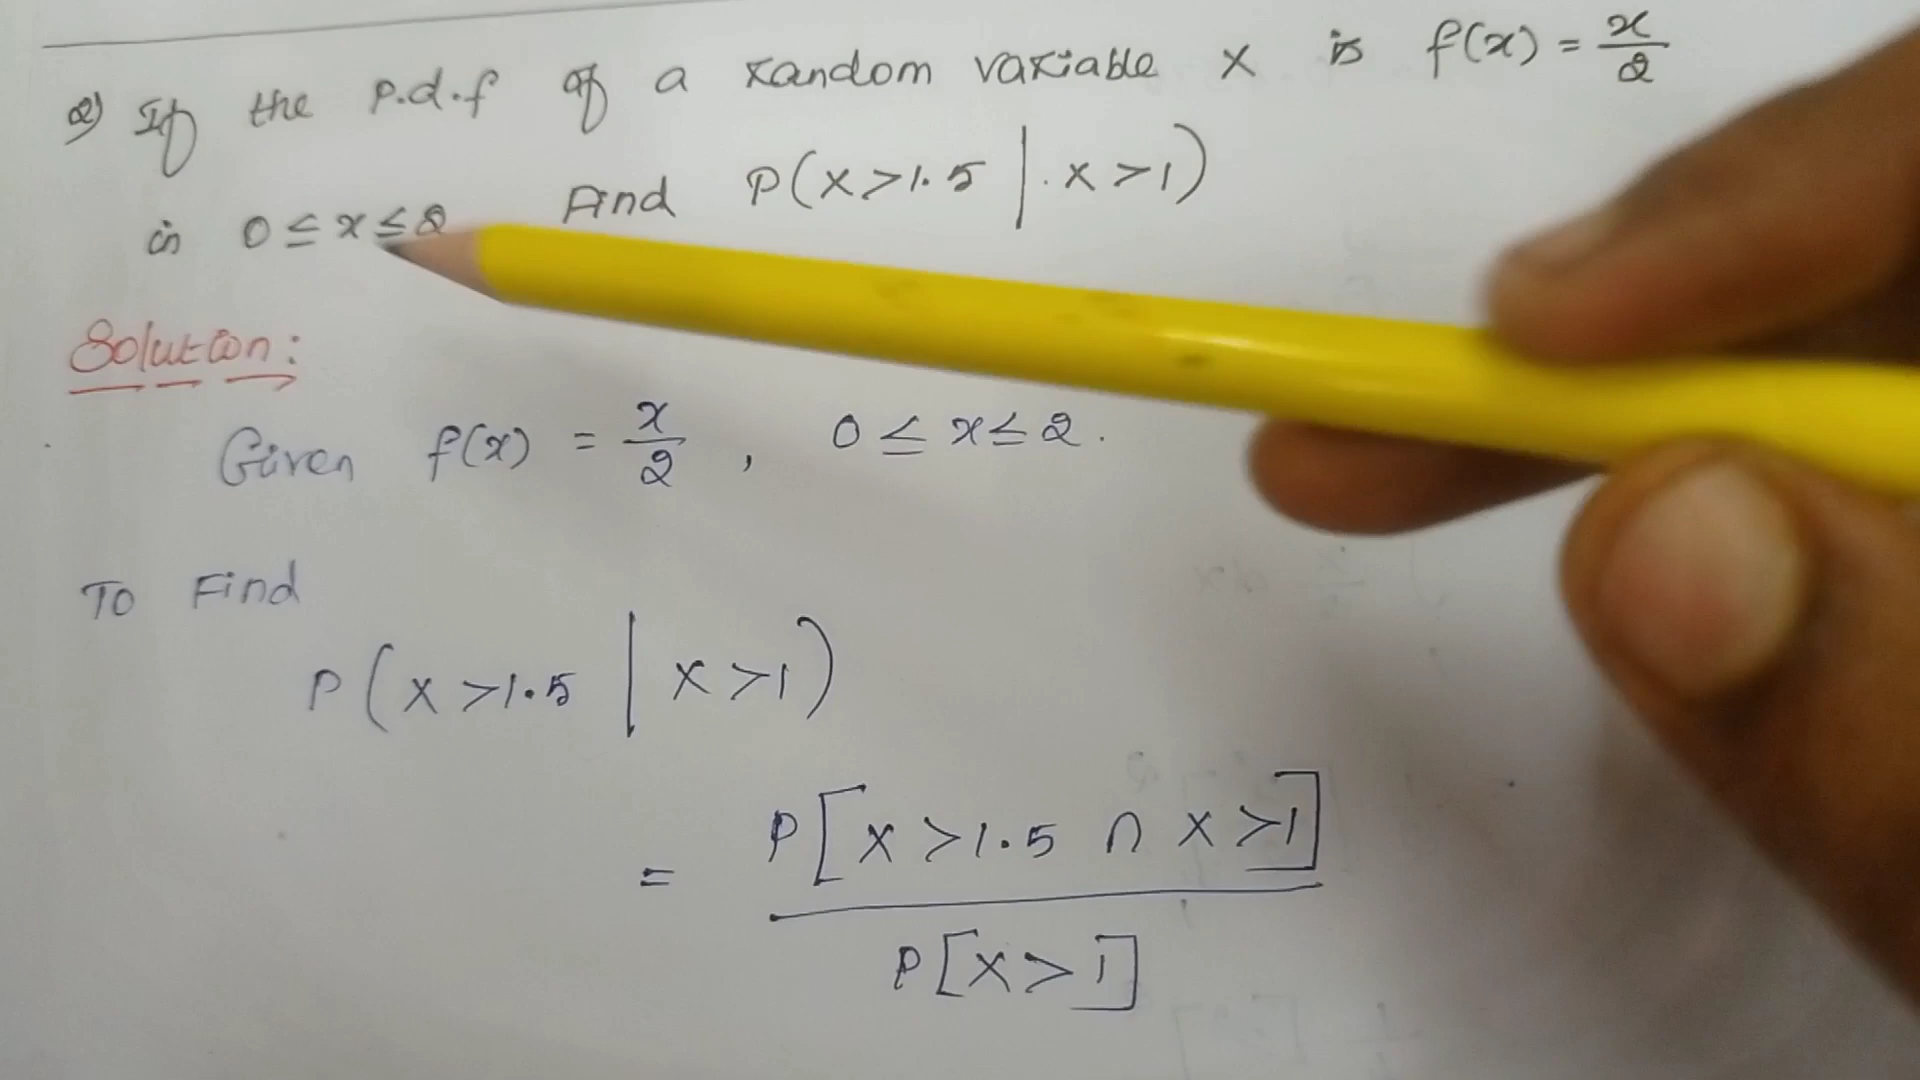 2) If the p.d.f of a random variable X is f(x) = x/2
in 0 ≤ x ≤ 2 Find P(X>1.5 | X>1)
Solution:
Given f(x) = x/2 , 0 ≤ x ≤ 2.
To Find
P(X>1.5 | X>1)
= P[X>1.5 ∩ X>1] / P[X>1]